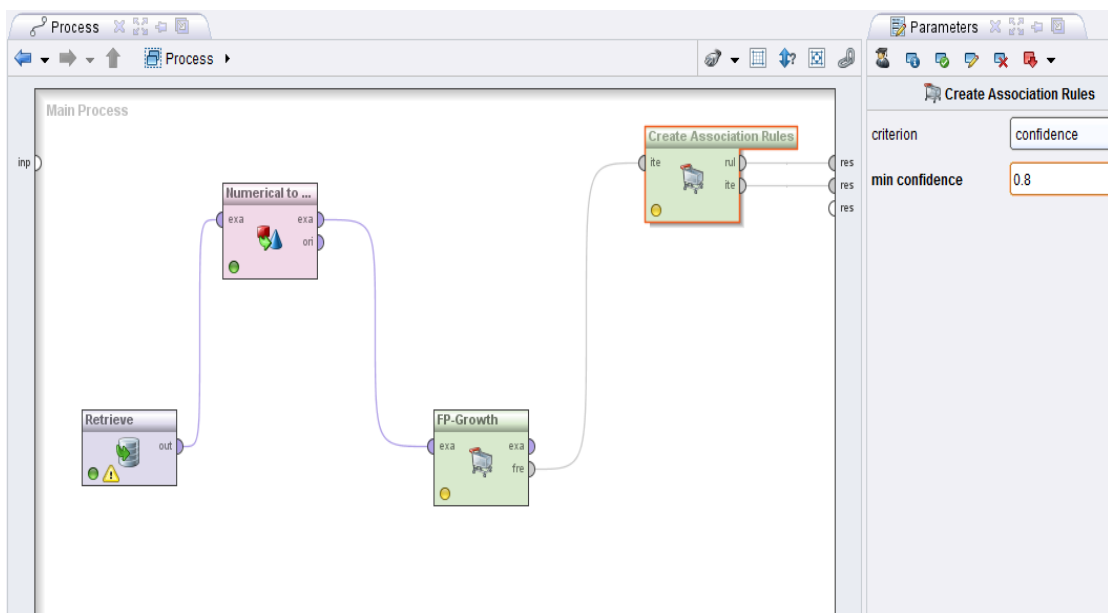 Process
Parameters
Process
Main Process
Create Association Rules
inp
ite
rul
res
ite
res
res
Numerical to ...
exa
exa
ori
Retrieve
out
FP-Growth
exa
exa
fre
Create Association Rules
criterion
confidence
min confidence
0.8